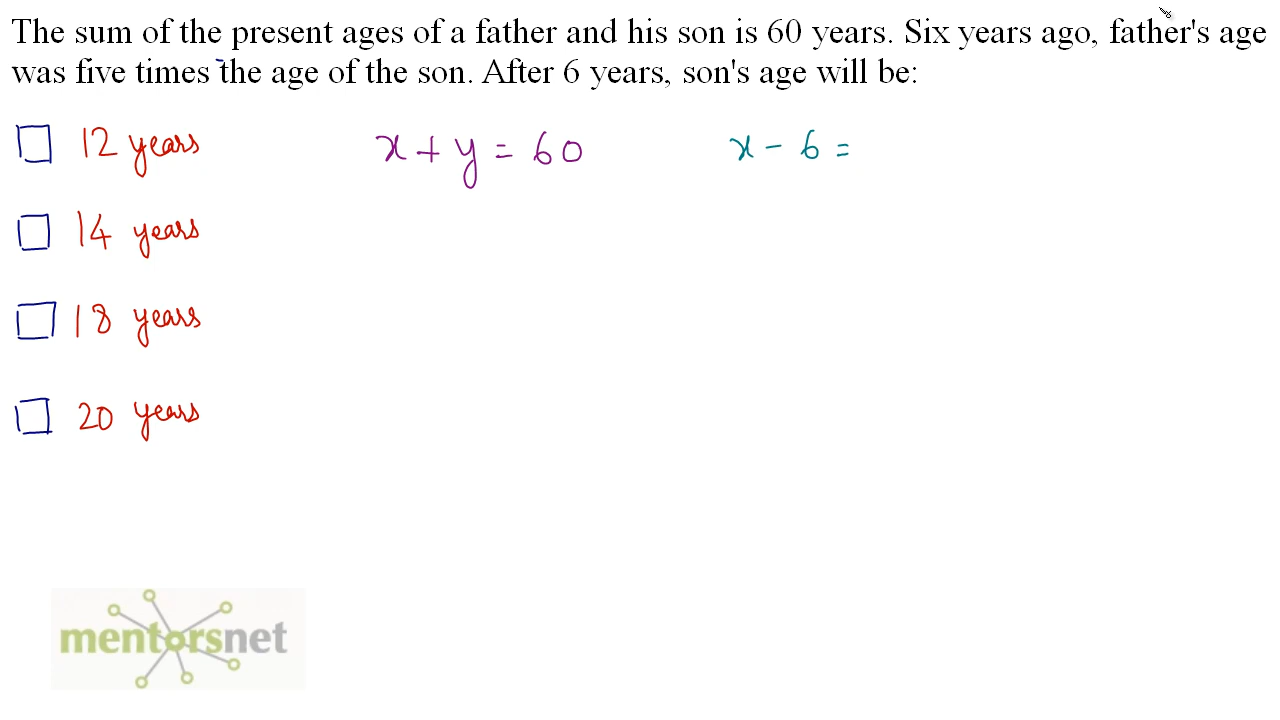 The sum of the present ages of a father and his son is 60 years. Six years ago, father's age
was five times the age of the son. After 6 years, son's age will be:
12 years
x + y = 60
x - 6 =
14 years
18 years
20 years
mentorsnet